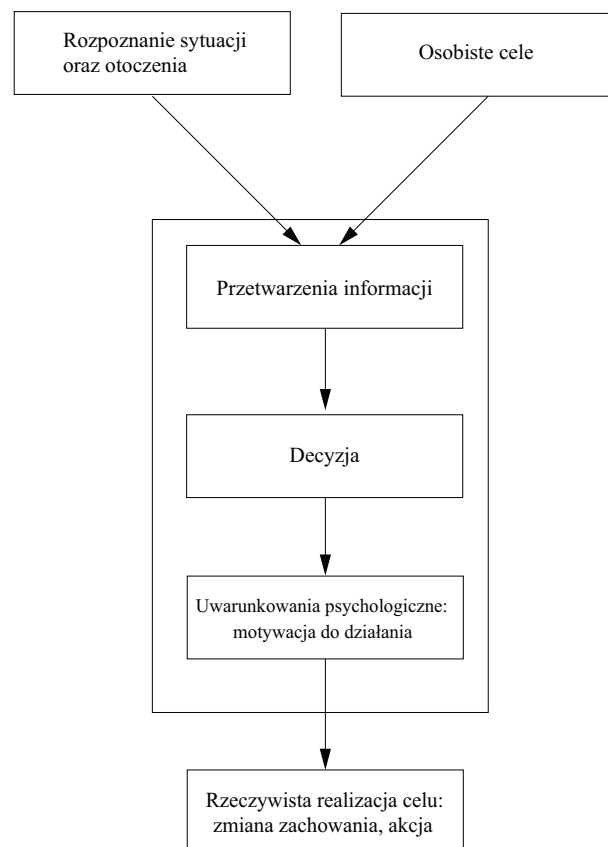 Rozpoznanie sytuacji
oraz otoczenia
Osobiste cele
Przetwarzenia informacji
Decyzja
Uwarunkowania psychologiczne:
motywacja do działania
Rzeczywista realizacja celu:
zmiana zachowania, akcja